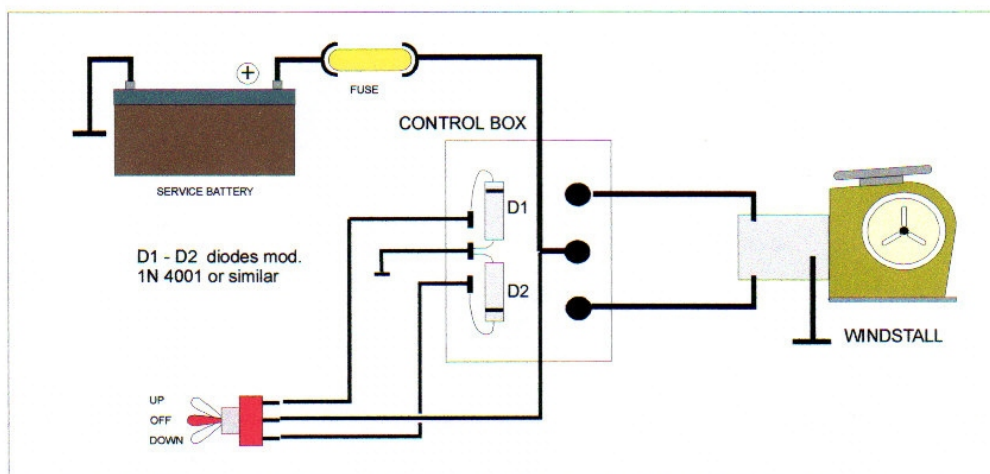 +
FUSE
CONTROL BOX
SERVICE BATTERY
D1
D1 - D2 diodes mod.
1N 4001 or similar
D2
WINDSTALL
UP
OFF
DOWN